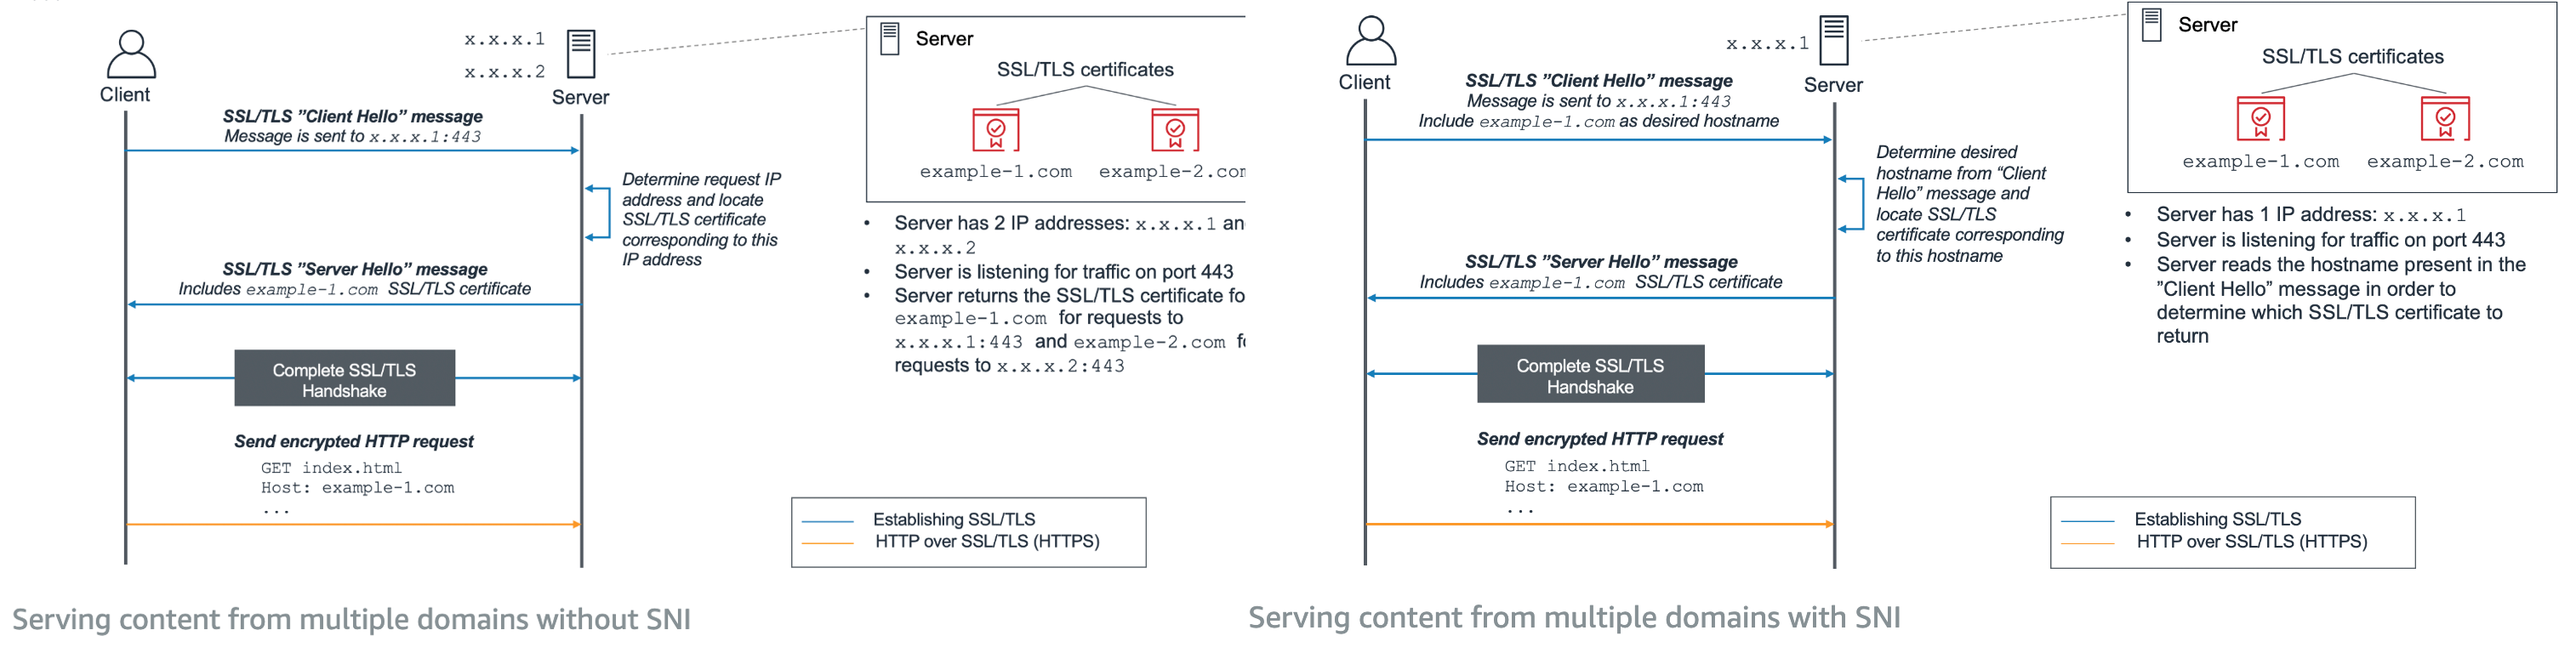 x.x.x.1
x.x.x.2
Client
Server
SSL/TLS ”Client Hello” message
Message is sent to x.x.x.1:443
Determine request IP
address and locate
SSL/TLS certificate
corresponding to this
IP address
SSL/TLS ”Server Hello” message
Includes example-1.com SSL/TLS certificate
Complete SSL/TLS
Handshake
Send encrypted HTTP request
GET index.html
Host: example-1.com
...
Server
SSL/TLS certificates
example-1.com example-2.com
• Server has 2 IP addresses: x.x.x.1 an
x.x.x.2
• Server is listening for traffic on port 443
• Server returns the SSL/TLS certificate fo
example-1.com for requests to
x.x.x.1:443 and example-2.com f
requests to x.x.x.2:443
Establishing SSL/TLS
HTTP over SSL/TLS (HTTPS)
Serving content from multiple domains without SNI
x.x.x.1
Client
Server
SSL/TLS ”Client Hello” message
Message is sent to x.x.x.1:443
Include example-1.com as desired hostname
Determine desired
hostname from “Client
Hello” message and
locate SSL/TLS
certificate corresponding
to this hostname
SSL/TLS ”Server Hello” message
Includes example-1.com SSL/TLS certificate
Complete SSL/TLS
Handshake
Send encrypted HTTP request
GET index.html
Host: example-1.com
...
Server
SSL/TLS certificates
example-1.com example-2.com
• Server has 1 IP address: x.x.x.1
• Server is listening for traffic on port 443
• Server reads the hostname present in the
”Client Hello” message in order to
determine which SSL/TLS certificate to
return
Establishing SSL/TLS
HTTP over SSL/TLS (HTTPS)
Serving content from multiple domains with SNI